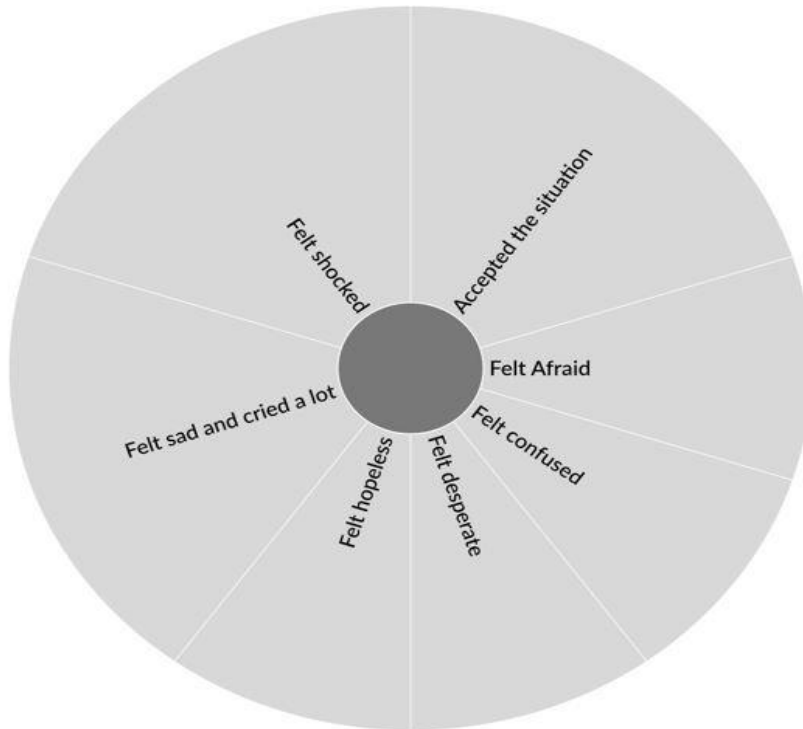 Accepted the situation
Felt Afraid
Felt confused
Felt desperate
Felt hopeless
Felt sad and cried a lot
Felt shocked